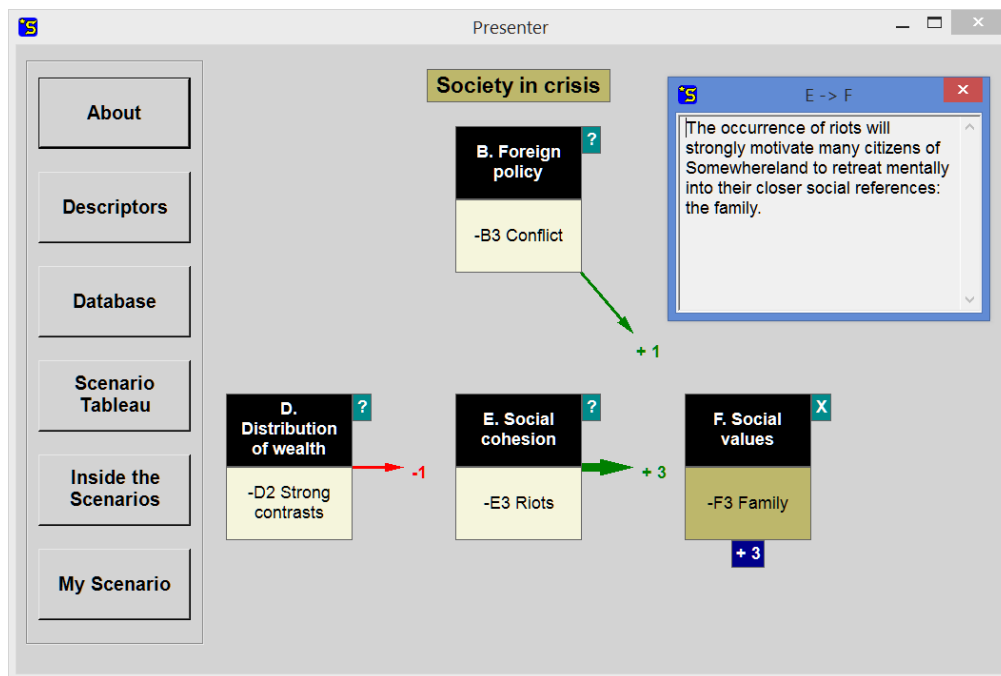 Presenter
About
Descriptors
Database
Scenario
Tableau
Inside the
Scenarios
My Scenario
Society in crisis
B. Foreign
policy
?
-B3 Conflict
+ 1
E -> F
The occurrence of riots will
strongly motivate many citizens of
Somewhereland to retreat mentally
into their closer social references:
the family.
D.
Distribution
of wealth
?
-D2 Strong
contrasts
-1
E. Social
cohesion
?
-E3 Riots
+ 3
F. Social
values
X
-F3 Family
+ 3